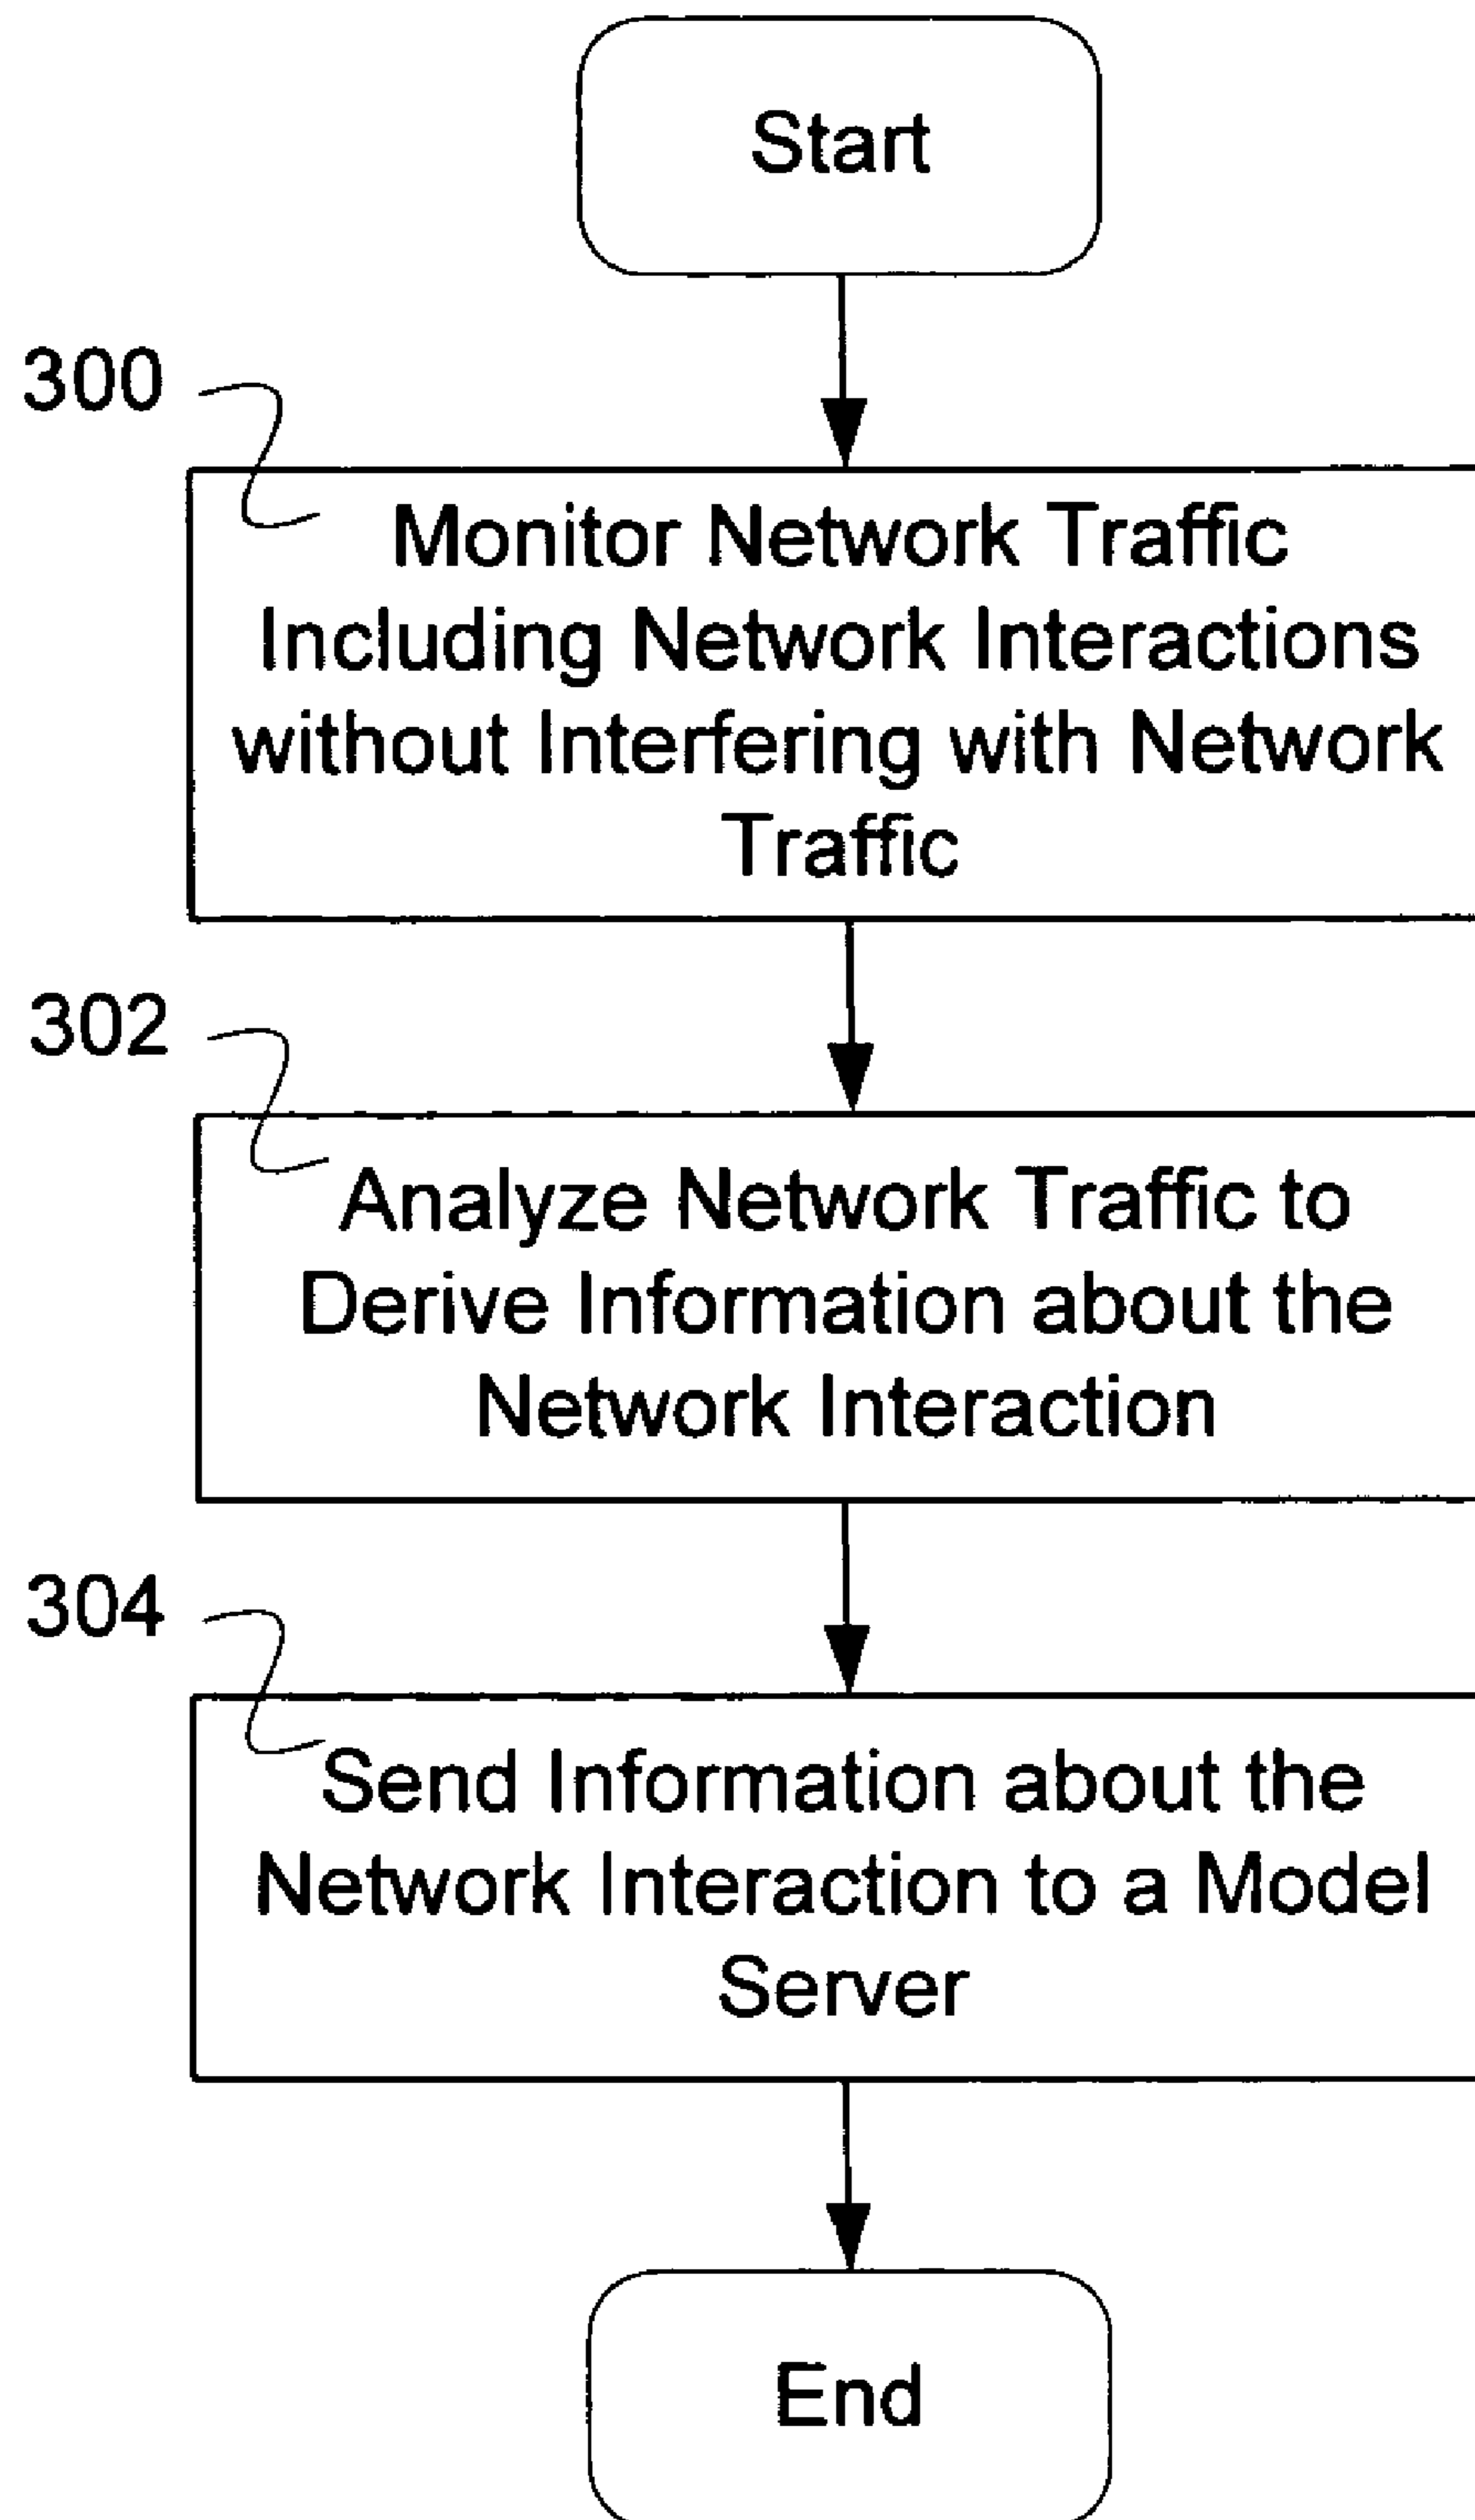 Start
300
Monitor Network Traffic
Including Network Interactions
without Interfering with Network
Traffic
302
Analyze Network Traffic to
Derive Information about the
Network Interaction
304
Send Information about the
Network Interaction to a Model
Server
End